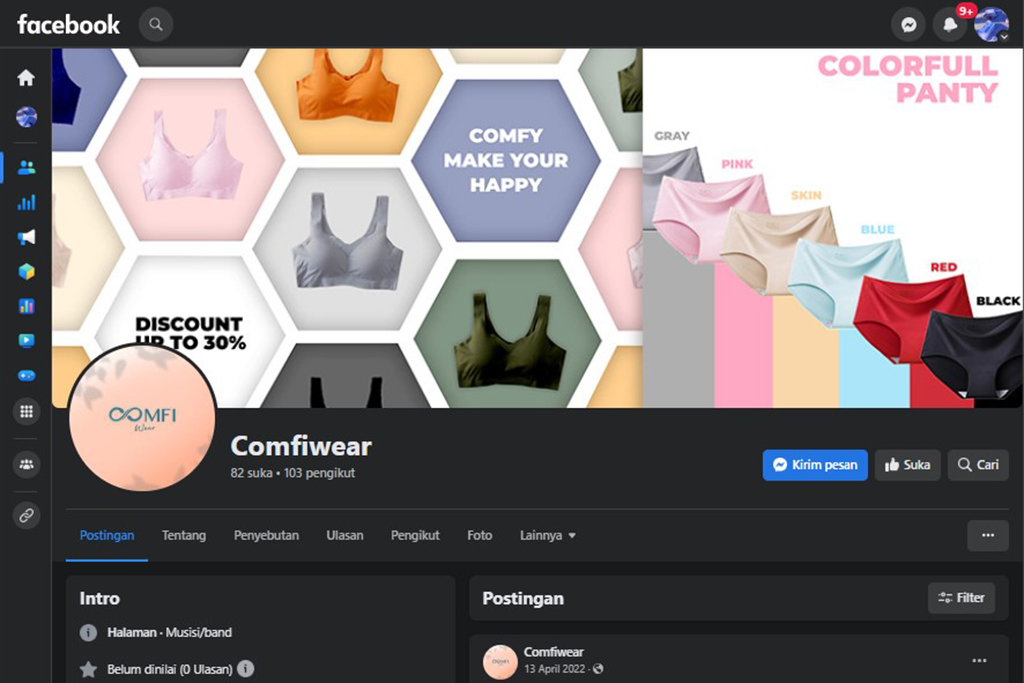 facebook
9+
COMFY
MAKE YOUR
HAPPY
DISCOUNT
UP TO 30%
COLORFULL
PANTY
GRAY
PINK
SKIN
BLUE
RED
BLACK
COMFI
Wear
Comfiwear
82 suka • 103 pengikut
Kirim pesan
Suka
Cari
Postingan
Tentang
Penyebutan
Ulasan
Pengikut
Foto
Lainnya
Intro
Halaman · Musisi/band
Belum dinilai (0 Ulasan)
Postingan
Filter
Comfiwear
13 April 2022 ·